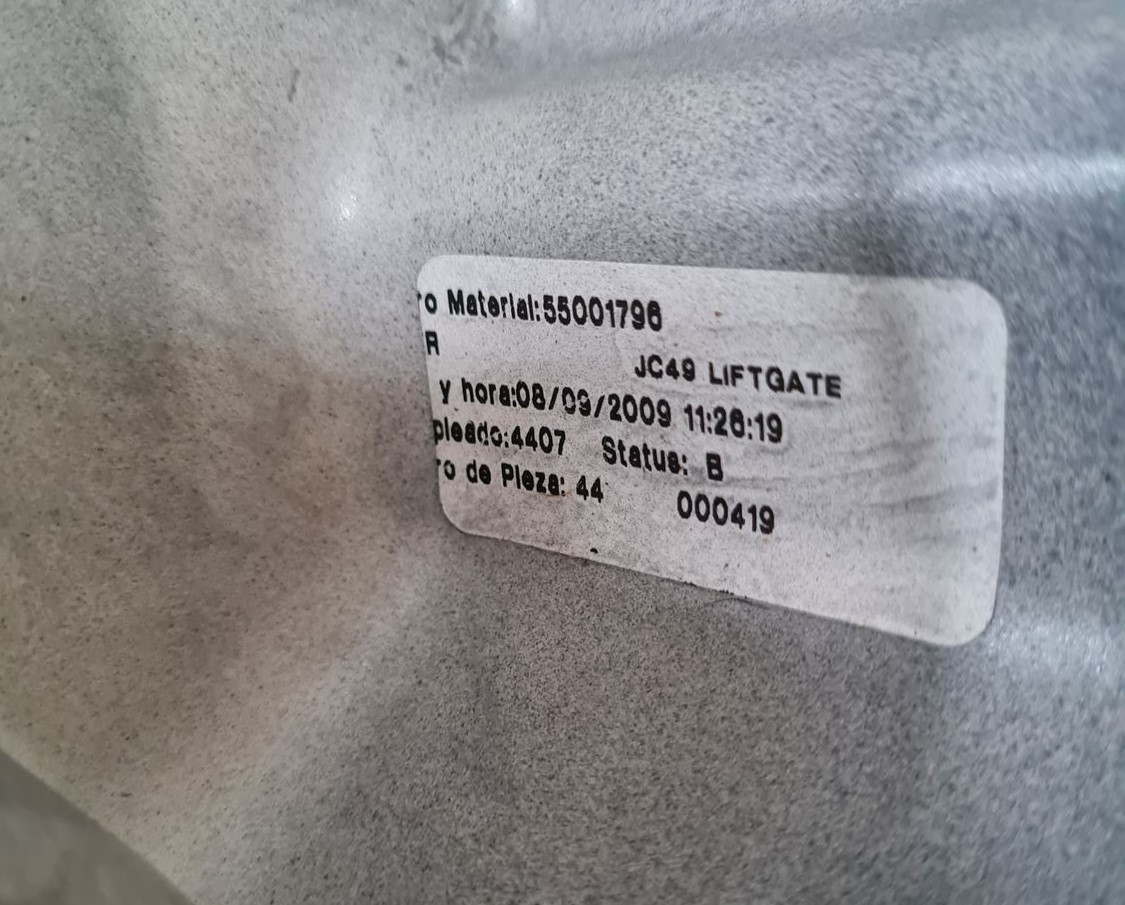 ro Material:55001796
R
JC49 LIFTGATE
y hora:08/09/2009 11:26:19
pleado:4407 Status: B
ro de Pieza: 44 000419